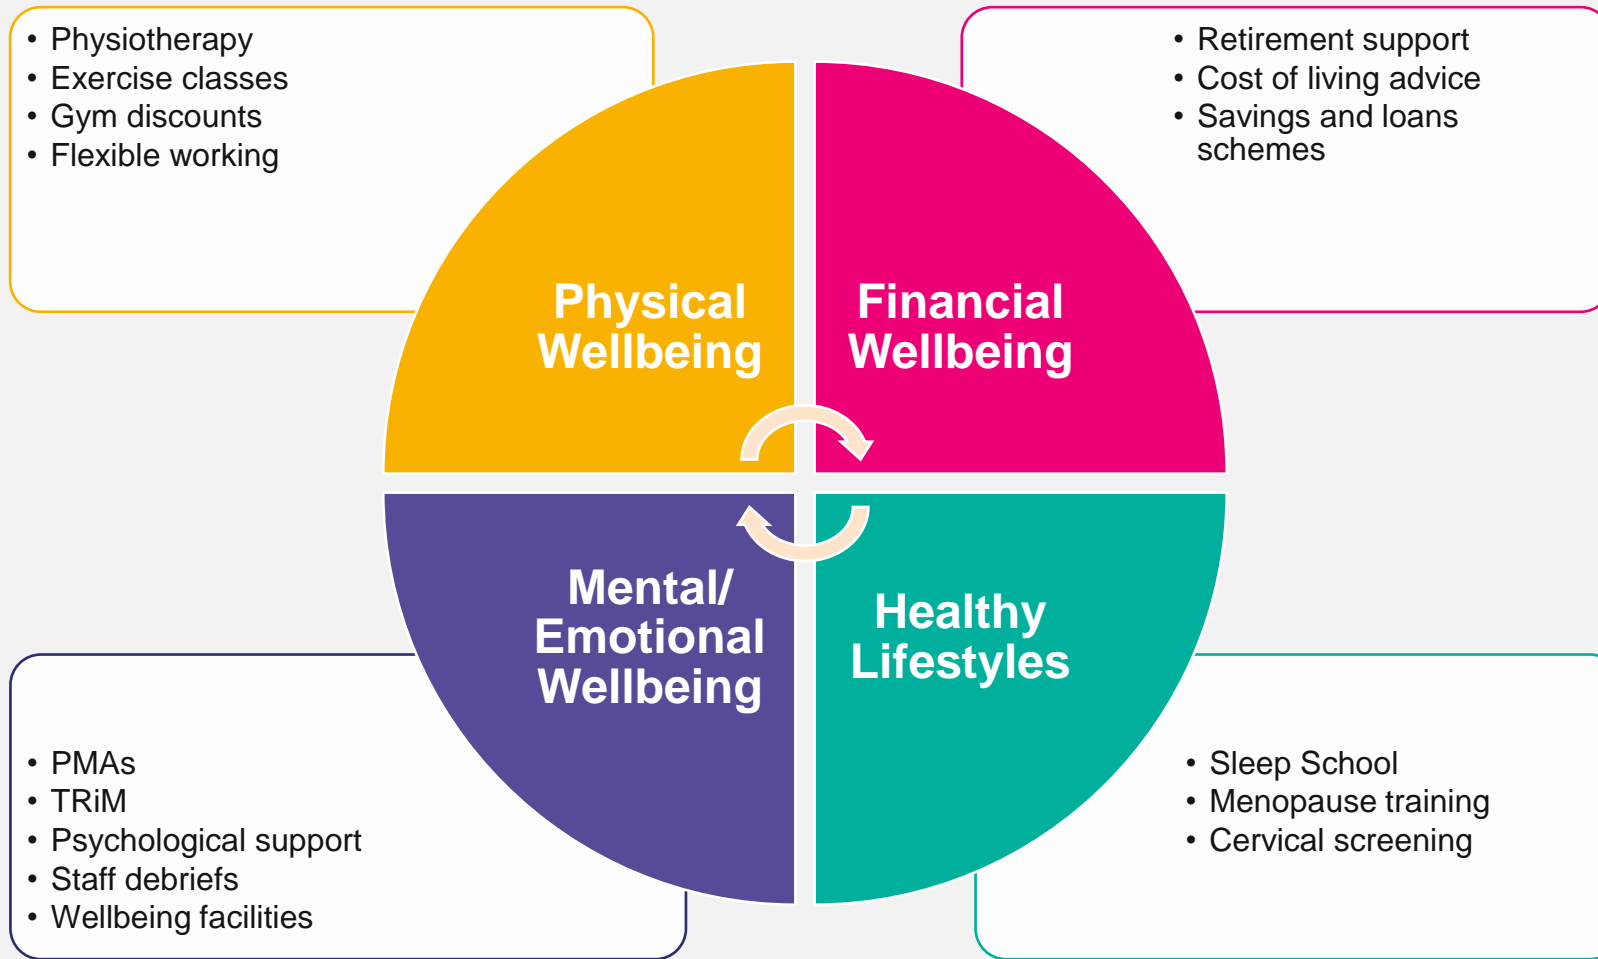 • Physiotherapy
• Exercise classes
• Gym discounts
• Flexible working
• Retirement support
• Cost of living advice
• Savings and loans
schemes
Physical
Wellbeing
Financial
Wellbeing
Mental/
Emotional
Wellbeing
Healthy
Lifestyles
• PMAs
• TRiM
• Psychological support
• Staff debriefs
• Wellbeing facilities
• Sleep School
• Menopause training
• Cervical screening